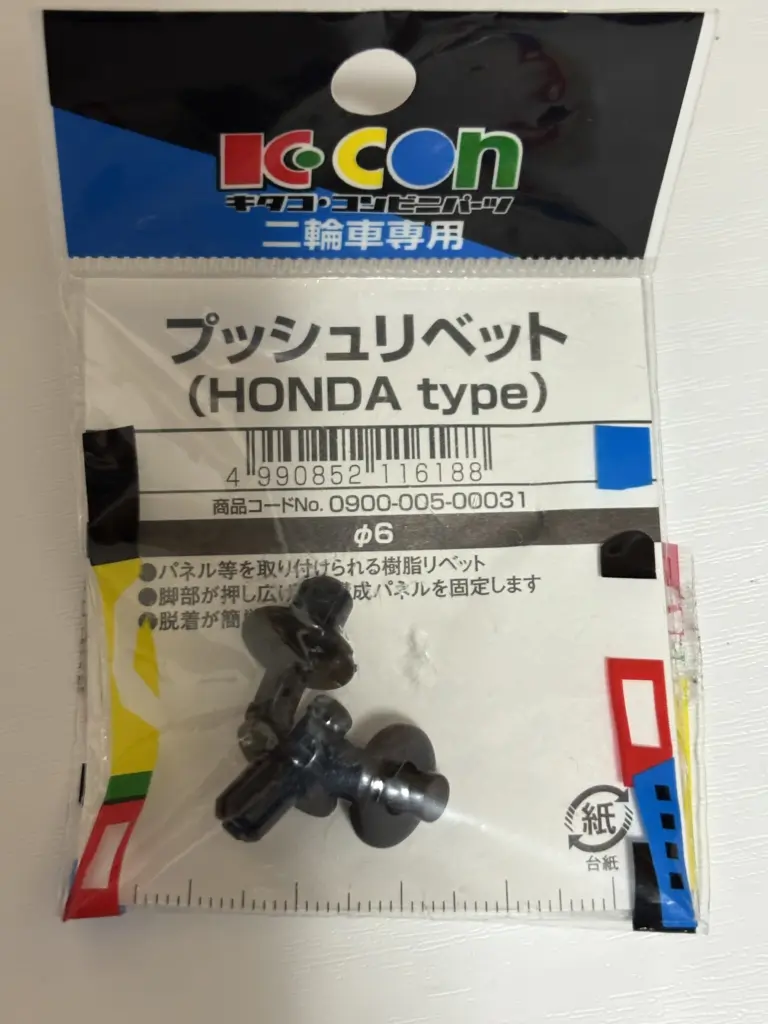 K・CON
キタコ・コンビニパーツ
二輪車専用
プッシュリベット
(HONDA type)
4 990852 116188
商品コードNo. 0900-005-00031
φ6
●パネル等を取り付けられる樹脂リベット
●脚部が押し広げ 成パネルを固定します
●脱着が簡
紙
台紙